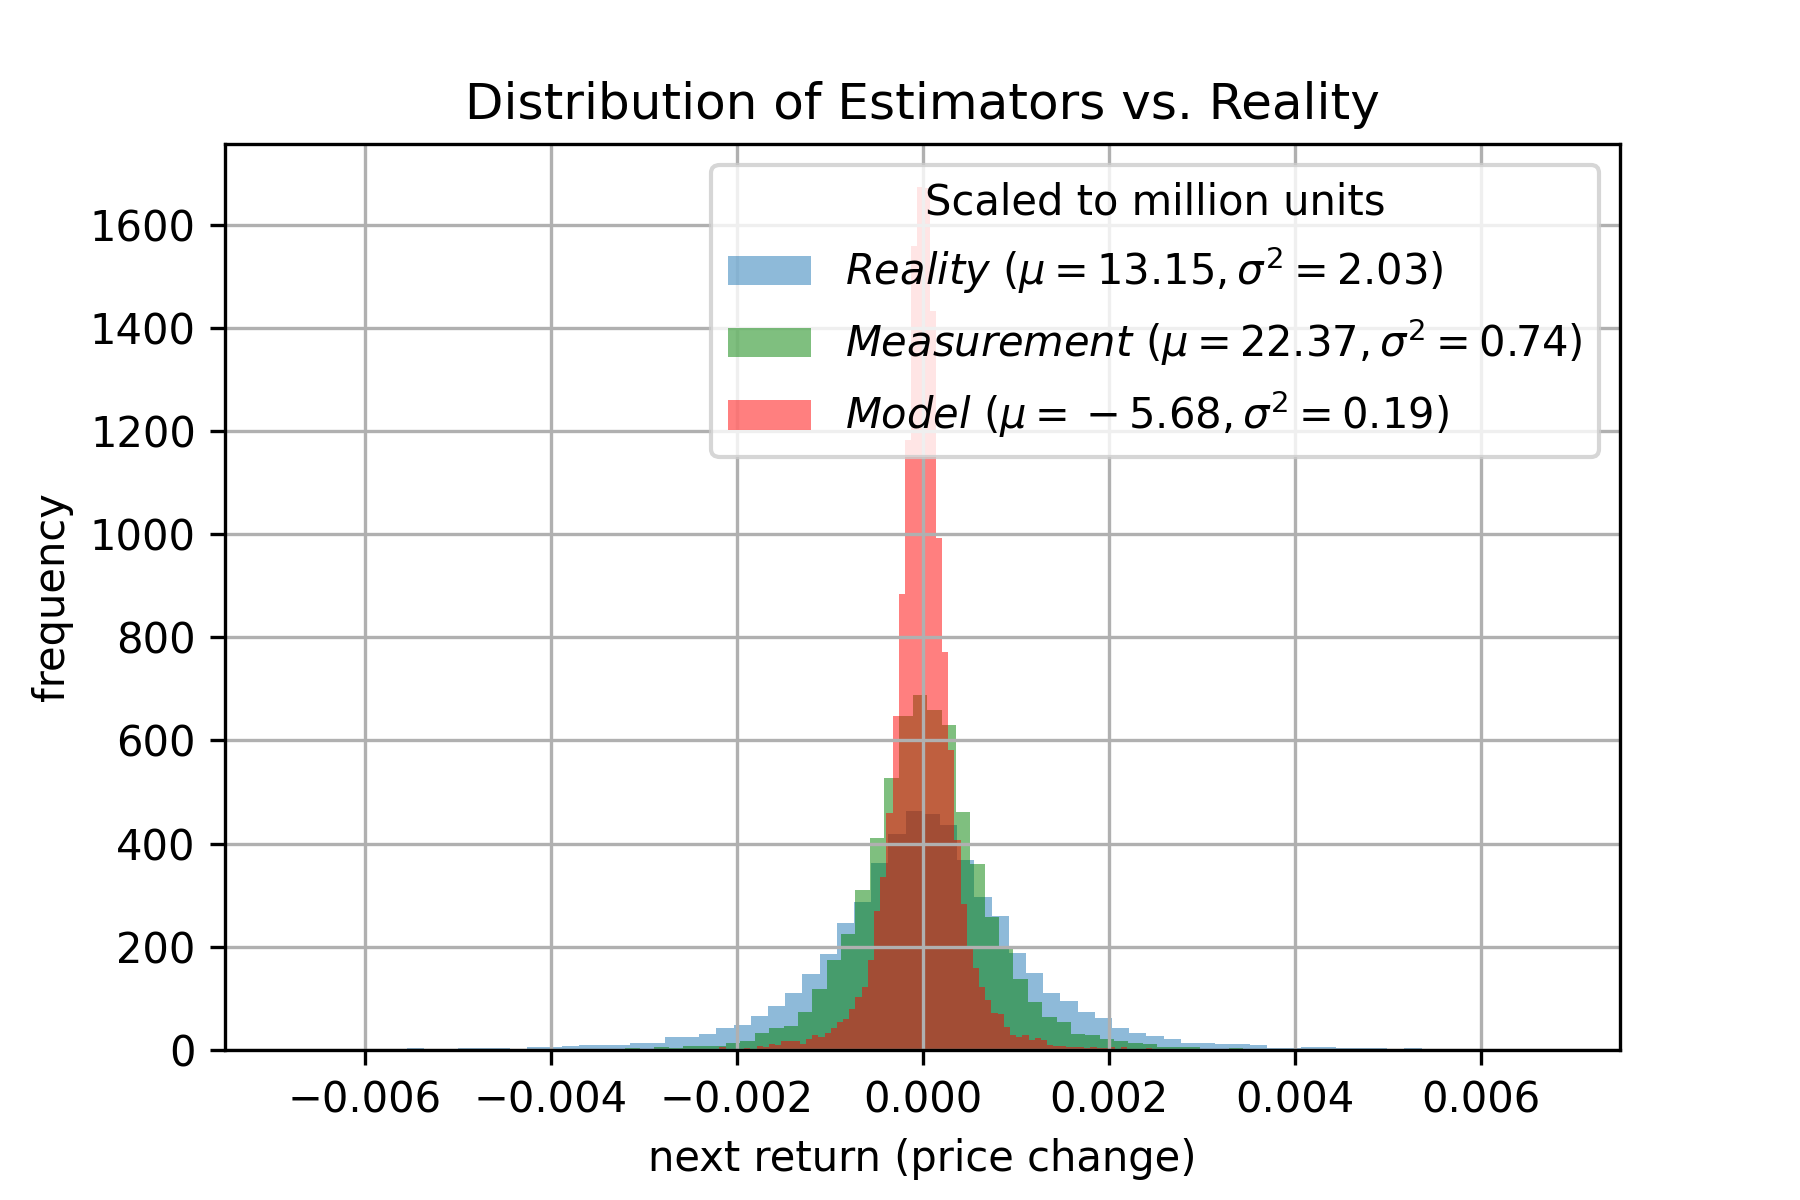 Distribution of Estimators vs. Reality
Scaled to million units
Reality (μ = 13.15, σ² = 2.03)
Measurement (μ = 22.37, σ² = 0.74)
Model (μ = − 5.68, σ² = 0.19)
1600
1400
1200
1000
800
600
400
200
0
frequency
−0.006 −0.004 −0.002 0.000 0.002 0.004 0.006
next return (price change)